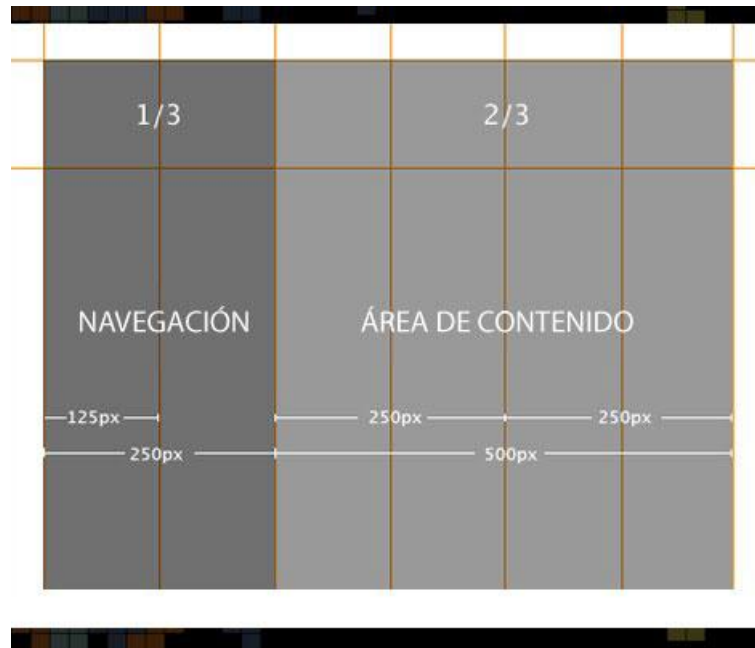 1/3
2/3
NAVEGACIÓN
ÁREA DE CONTENIDO
125px
250px
250px
250px
500px